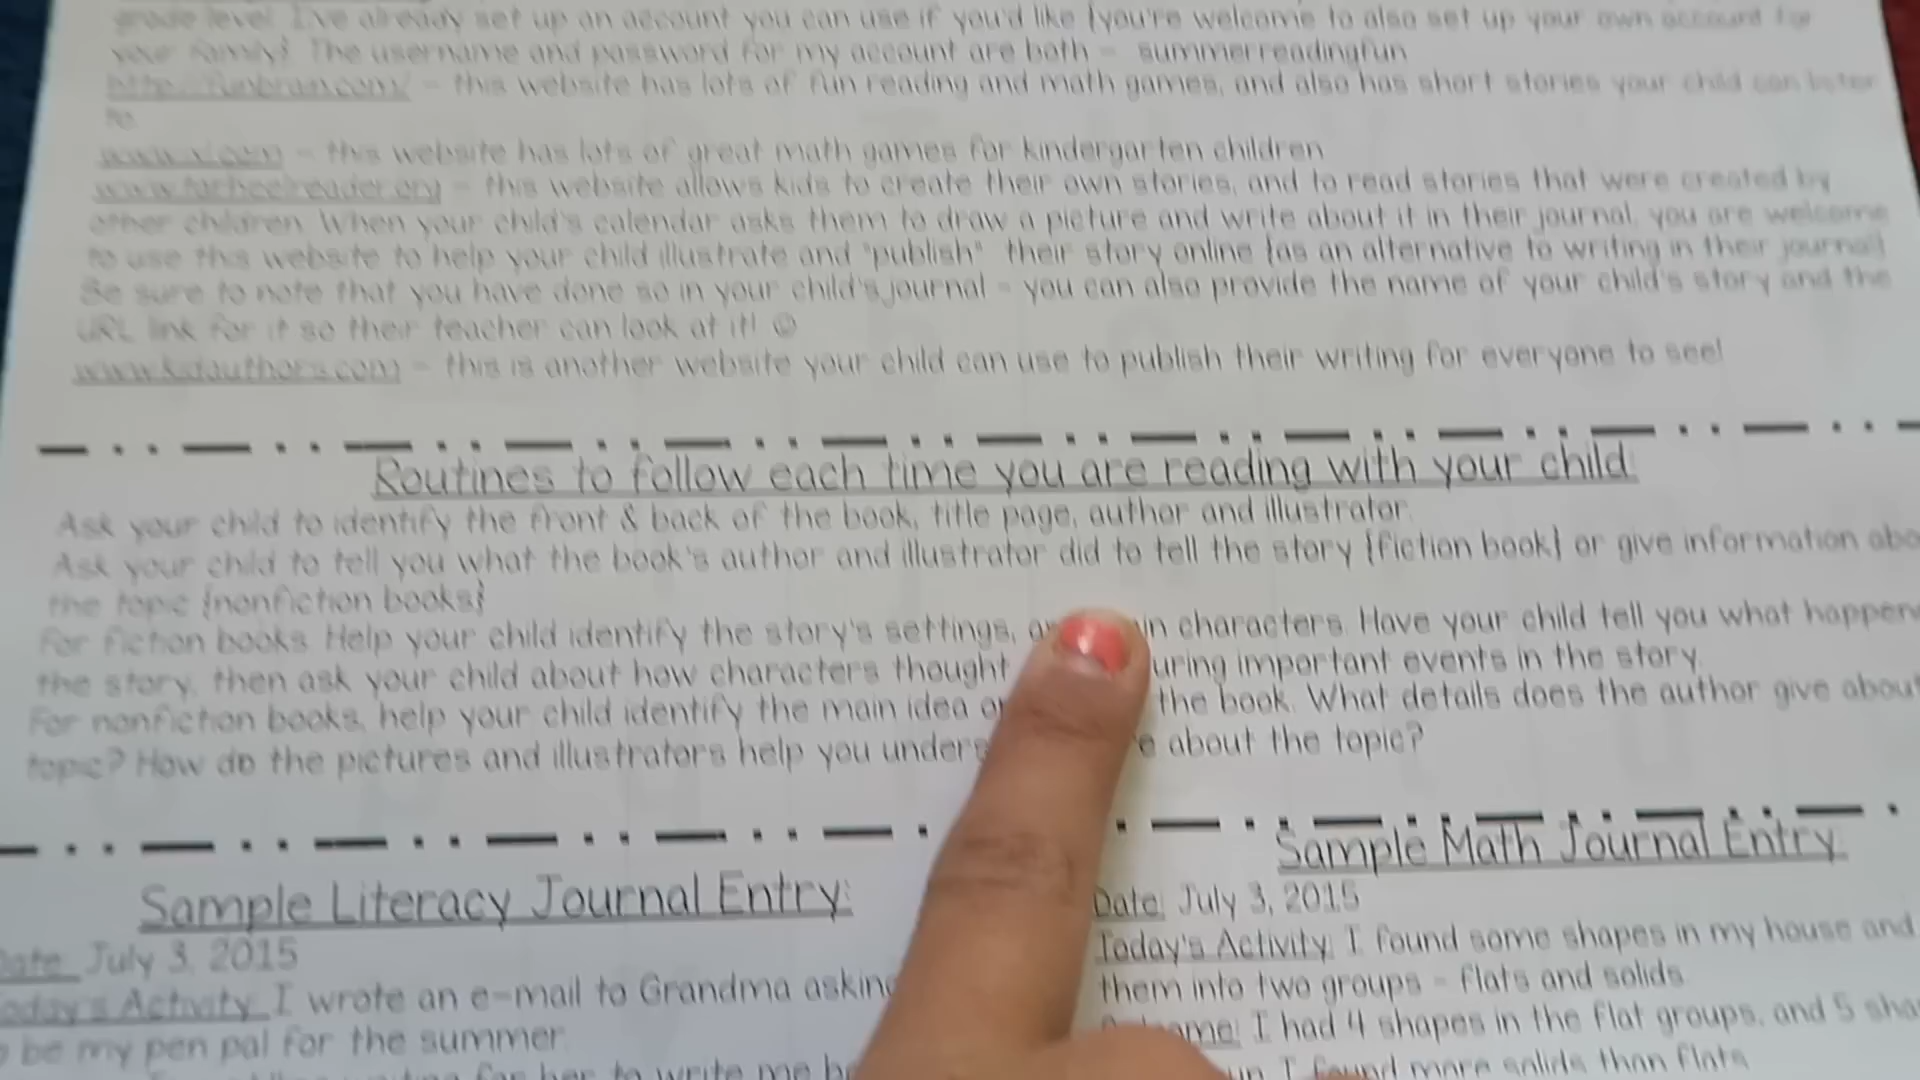 grade level. I've already set up an account you can use if you'd like {you're welcome to also set up your own account for
your family}. The username and password for my account are both - summerreadingfun
http://funbrain.com/ - this website has lots of fun reading and math games, and also has short stories your child can listen
to.
www.ixl.com - this website has lots of great math games for kindergarten children
www.tarheelreader.org - this website allows kids to create their own stories, and to read stories that were created by
other children. When your child's calendar asks them to draw a picture and write about it in their journal, you are welcome
to use this website to help your child illustrate and "publish" their story online {as an alternative to writing in their journal}.
Be sure to note that you have done so in your child's journal - you can also provide the name of your child's story and the
URL link for it so their teacher can look at it! ☺
www.kidauthors.com - this is another website your child can use to publish their writing for everyone to see!
Routines to follow each time you are reading with your child:
Ask your child to identify the front & back of the book, title page, author and illustrator.
Ask your child to tell you what the book's author and illustrator did to tell the story {fiction book} or give information abo
the topic {nonfiction books}
For fiction books: Help your child identify the story's settings, characters. Have your child tell you what happen
the story, then ask your child about how characters thought important events in the story.
For nonfiction books, help your child identify the main idea the book. What details does the author give about
topic? How do the pictures and illustrators help you about the topic?
Sample Literacy Journal Entry:
Date: July 3, 2015
Today's Activity: I wrote an e-mail to Grandma asking
be my pen pal for the summer.
for her to write me
Sample Math Journal Entry:
Date: July 3, 2015
Today's Activity: I found some shapes in my house and
them into two groups - flats and solids.
I had 4 shapes in the flat groups, and 5
I found more solids than flats